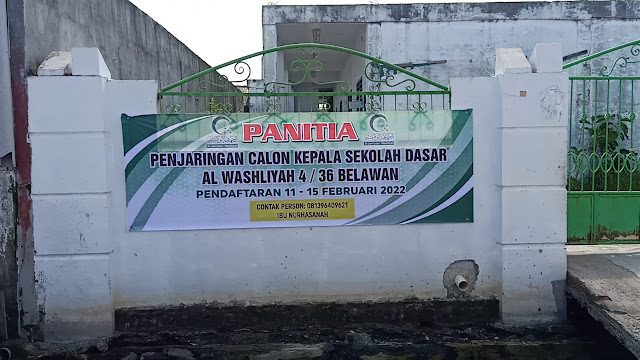 PANITIA
PENJARINGAN CALON KEPALA SEKOLAH DASAR
AL WASHLIYAH 4 / 36 BELAWAN
PENDAFTARAN 11 - 15 FEBRUARI 2022
CONTAK PERSON: 081396409621
IBU NURHASANAH